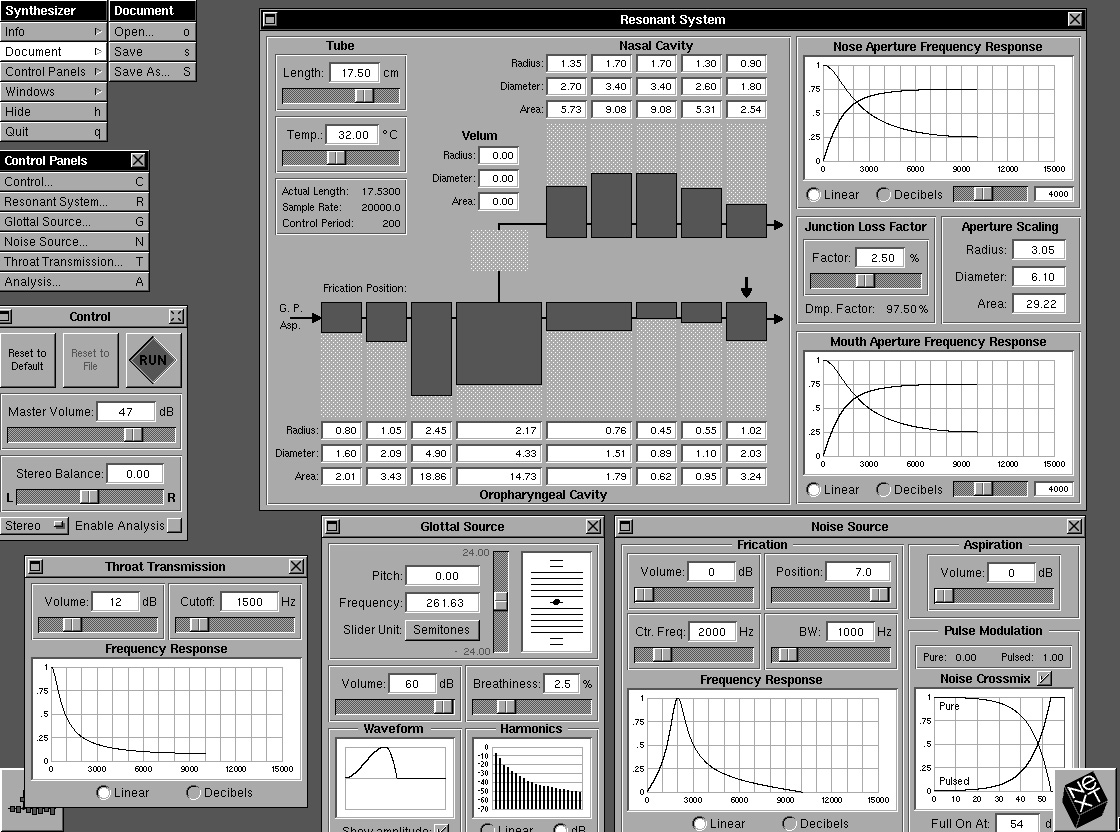 Synthesizer
Info
Document
Control Panels
Windows
Hide h
Quit q
Document
Open... o
Save s
Save As... S
Control Panels
Control... C
Resonant System... R
Glottal Source... G
Noise Source... N
Throat Transmission... T
Analysis... A
Control
Reset to Default
Reset to File
RUN
Master Volume: 47 dB
Stereo Balance: 0.00
L R
Stereo Enable Analysis
Resonant System
Tube
Length: 17.50 cm
Temp.: 32.00 °C
Actual Length: 17.5300
Sample Rate: 20000.0
Control Period: 200
Nasal Cavity
Radius: 1.35 1.70 1.70 1.30 0.90
Diameter: 2.70 3.40 3.40 2.60 1.80
Area: 5.73 9.08 9.08 5.31 2.54
Velum
Radius: 0.00
Diameter: 0.00
Area: 0.00
Frication Position:
G. P.
Asp.
Radius: 0.80 1.05 2.45 2.17 0.76 0.45 0.55 1.02
Diameter: 1.60 2.09 4.90 4.33 1.51 0.89 1.10 2.03
Area: 2.01 3.43 18.86 14.73 1.79 0.62 0.95 3.24
Oropharyngeal Cavity
Nose Aperture Frequency Response
1
.75
.5
.25
0
0 3000 6000 9000 12000 15000
Linear Decibels 4000
Junction Loss Factor
Factor: 2.50 %
Dmp. Factor: 97.50%
Aperture Scaling
Radius: 3.05
Diameter: 6.10
Area: 29.22
Mouth Aperture Frequency Response
1
.75
.5
.25
0
0 3000 6000 9000 12000 15000
Linear Decibels 4000
Throat Transmission
Volume: 12 dB
Cutoff: 1500 Hz
Frequency Response
1
.75
.5
.25
0
0 3000 6000 9000 12000 15000
Linear Decibels
Glottal Source
24.00
Pitch: 0.00
Frequency: 261.63
Slider Unit: Semitones
- 24.00
Volume: 60 dB
Breathiness: 2.5 %
Waveform
Show amplitude:
Harmonics
0
-10
-20
-30
-40
-50
-60
-70
Linear dB
Noise Source
Frication
Volume: 0 dB
Position: 7.0
Ctr. Freq: 2000 Hz
BW: 1000 Hz
Frequency Response
1
.75
.5
.25
0
0 3000 6000 9000 12000 15000
Linear Decibels
Aspiration
Volume: 0 dB
Pulse Modulation
Pure: 0.00 Pulsed: 1.00
Noise Crossmix
1
Pure
.5
Pulsed
0
0 10 20 30 40 50
Full On At: 54 d
NeXT